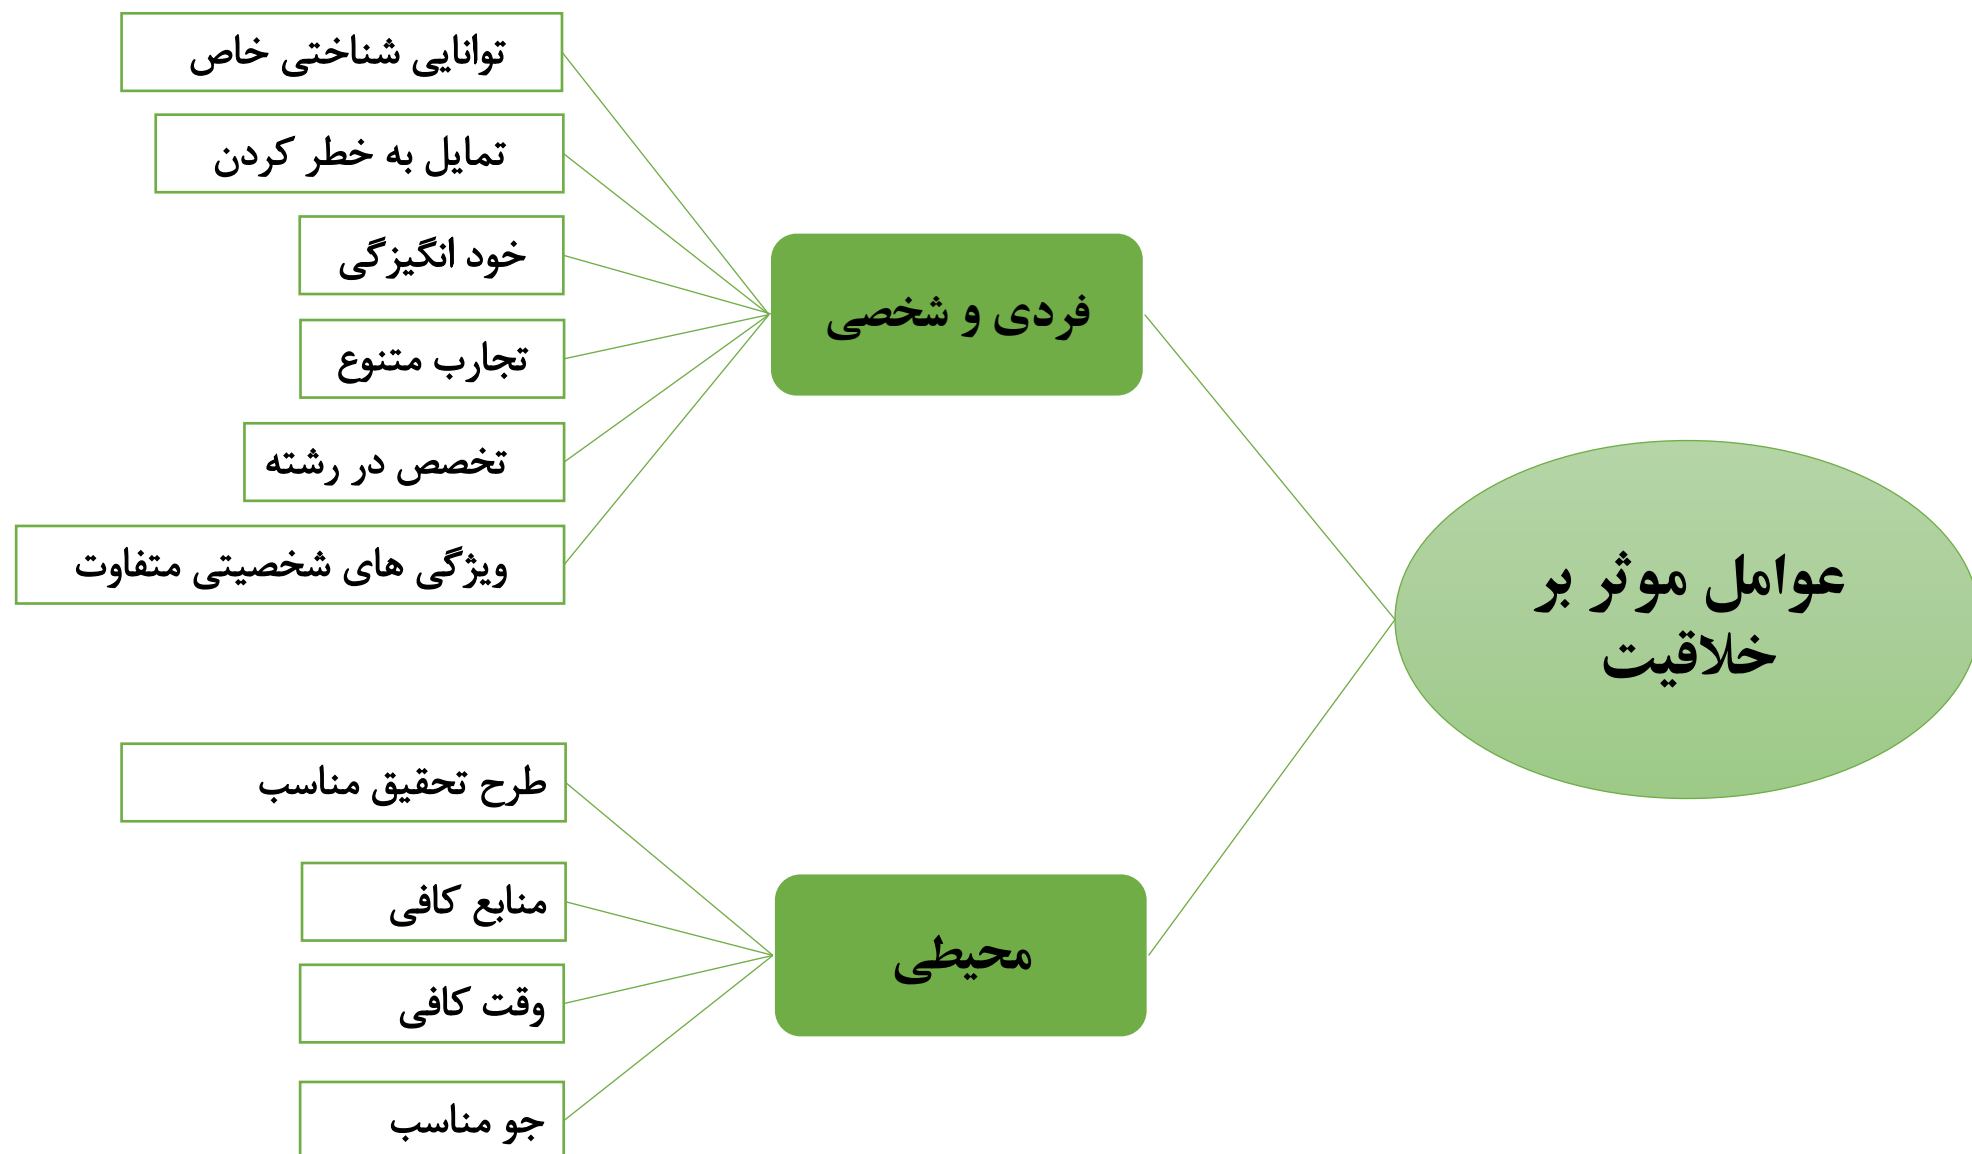 عوامل موثر بر
خلاقیت
فردی و شخصی
توانایی شناختی خاص
تمایل به خطر کردن
خود انگیزگی
تجارب متنوع
تخصص در رشته
ویژگی های شخصیتی متفاوت
محیطی
طرح تحقیق مناسب
منابع کافی
وقت کافی
جو مناسب